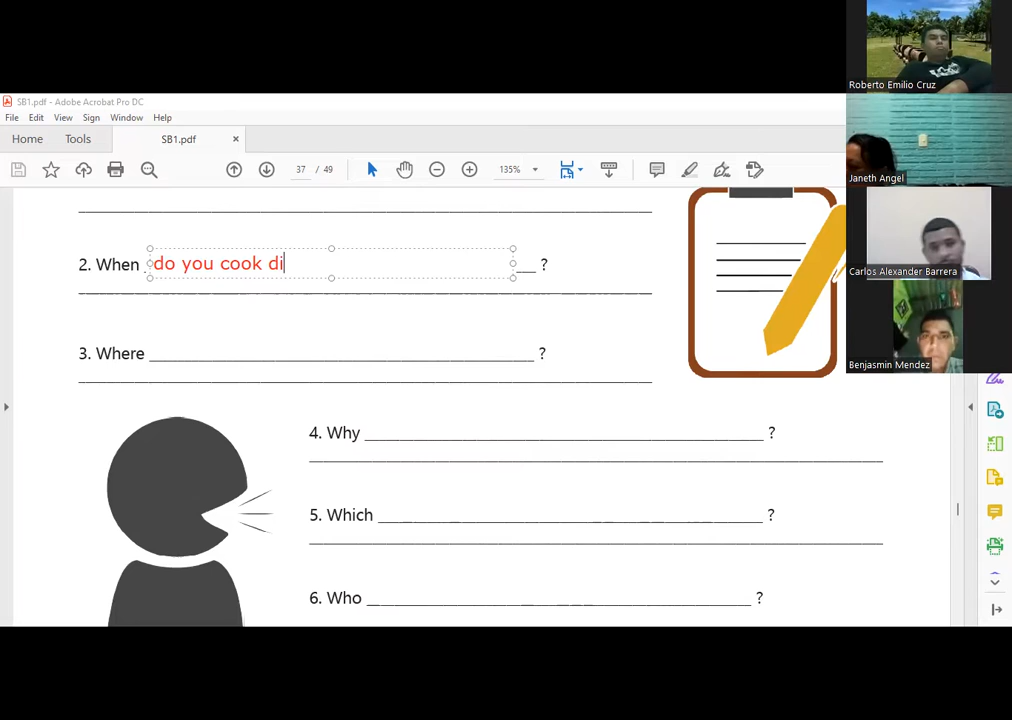 Roberto Emilio Cruz
SB1.pdf - Adobe Acrobat Pro DC
File Edit View Sign Window Help
Home Tools SB1.pdf ×
37 / 49 135%
Janeth Angel
2. When do you cook di ?
Carlos Alexander Barrera
3. Where ?
Benjasmin Mendez
4. Why ?
5. Which ?
6. Who ?